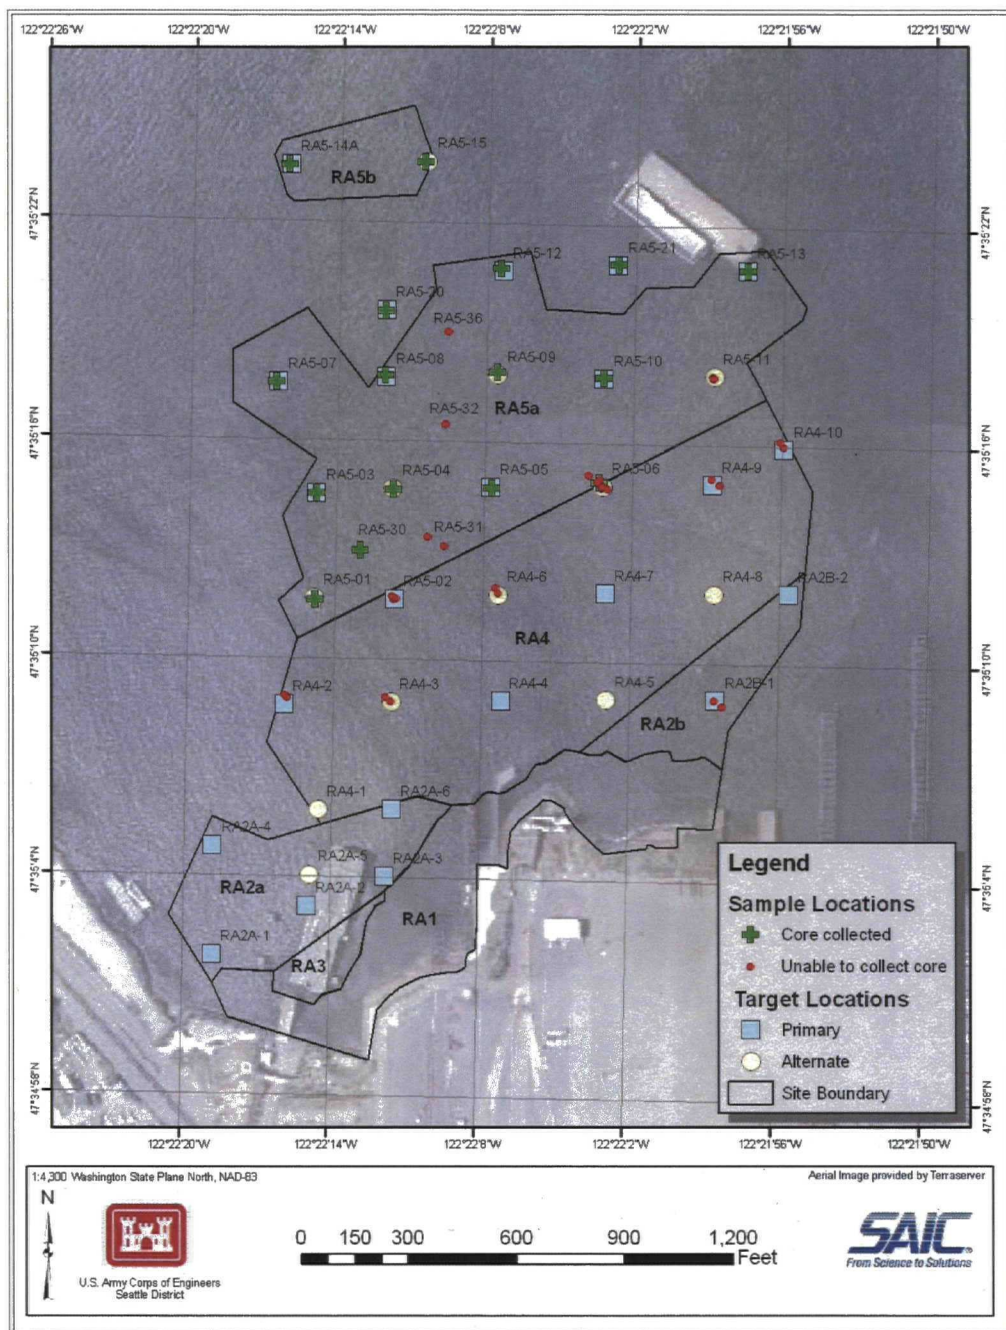 122°22'26"W 122°22'20"W 122°22'14"W 122°22'8"W 122°22'2"W 122°21'56"W 122°21'50"W
RA5-14A
RA5-15
RA5b
47°35'22"N
47°35'22"N
RA5-12
RA5-21
RA5-13
RA5-20
RA5-36
RA5-07
RA5-08
RA5-09
RA5-10
RA5-11
RA5a
RA5-32
47°35'16"N
47°35'16"N
RA4-10
RA5-03
RA5-04
RA5-05
RA5-06
RA4-9
RA5-30
RA5-31
RA5-01
RA5-02
RA4-6
RA4-7
RA4-8
RA2B-2
RA4
47°35'10"N
47°35'10"N
RA4-2
RA4-3
RA4-4
RA4-5
RA2B-1
RA2b
RA4-1
RA2A-6
RA2A-4
RA2A-5
RA2A-3
47°35'4"N
47°35'4"N
RA2a
RA2A-2
RA1
RA2A-1
RA3
Legend
Sample Locations
Core collected
Unable to collect core
Target Locations
Primary
Alternate
Site Boundary
47°34'58"N
47°34'58"N
122°22'20"W 122°22'14"W 122°22'8"W 122°22'2"W 122°21'56"W 122°21'50"W
1:4,300 Washington State Plane North, NAD-83
Aerial Image provided by Terraserver
N
U.S. Army Corps of Engineers
Seattle District
0 150 300 600 900 1,200
Feet
SAIC
From Science to Solutions